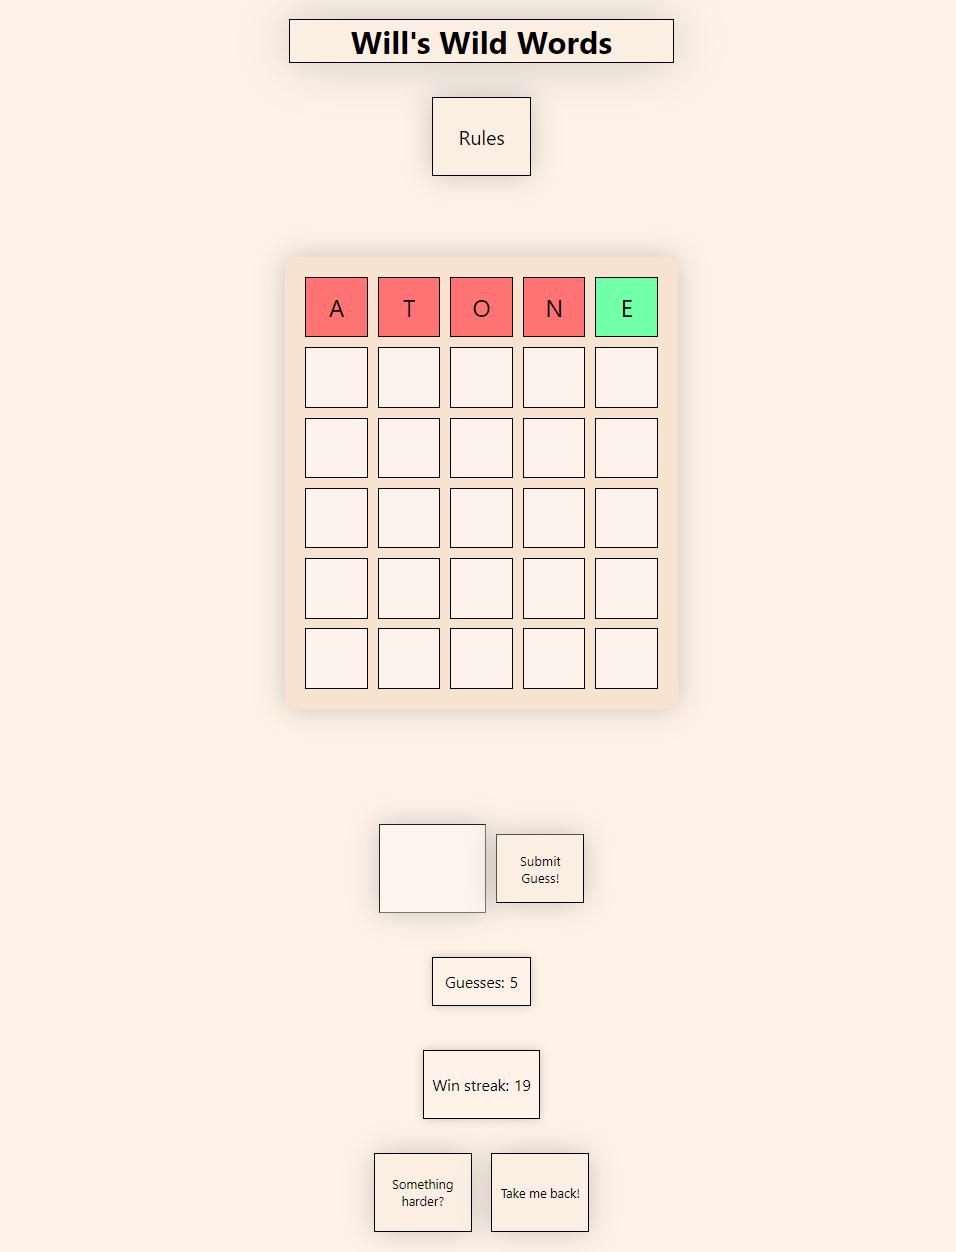 Will's Wild Words
Rules
A T O N E
Submit
Guess!
Guesses: 5
Win streak: 19
Something
harder?
Take me back!